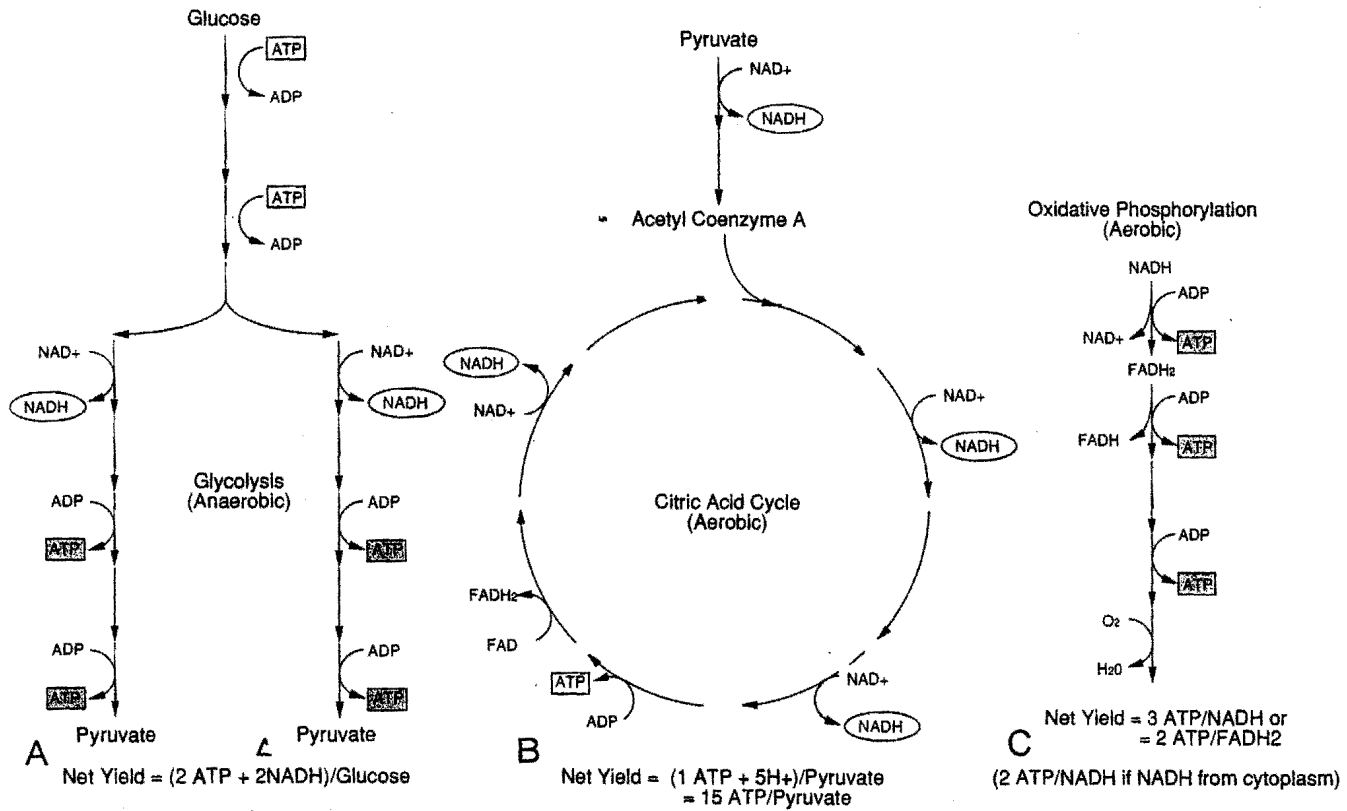 Glucose
ATP
ADP
ATP
ADP
NAD+
NADH
NAD+
NADH
Glycolysis
(Anaerobic)
ADP
ATP
ADP
ATP
ADP
ATP
ADP
ATP
Pyruvate
Pyruvate
A
Net Yield = (2 ATP + 2NADH)/Glucose
Pyruvate
NAD+
NADH
Acetyl Coenzyme A
NADH
NAD+
NAD+
NADH
Citric Acid Cycle
(Aerobic)
FADH2
FAD
ATP
ADP
NAD+
NADH
B
Net Yield = (1 ATP + 5H+)/Pyruvate
= 15 ATP/Pyruvate
Oxidative Phosphorylation
(Aerobic)
NADH
ADP
NAD+
ATP
FADH2
ADP
FADH
ATP
ADP
ATP
O2
H20
C
Net Yield = 3 ATP/NADH or
= 2 ATP/FADH2
(2 ATP/NADH if NADH from cytoplasm)